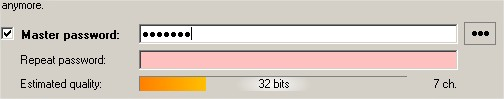 anymore.
Master password: ●●●●●●● ●●●
Repeat password:
Estimated quality: 32 bits 7 ch.